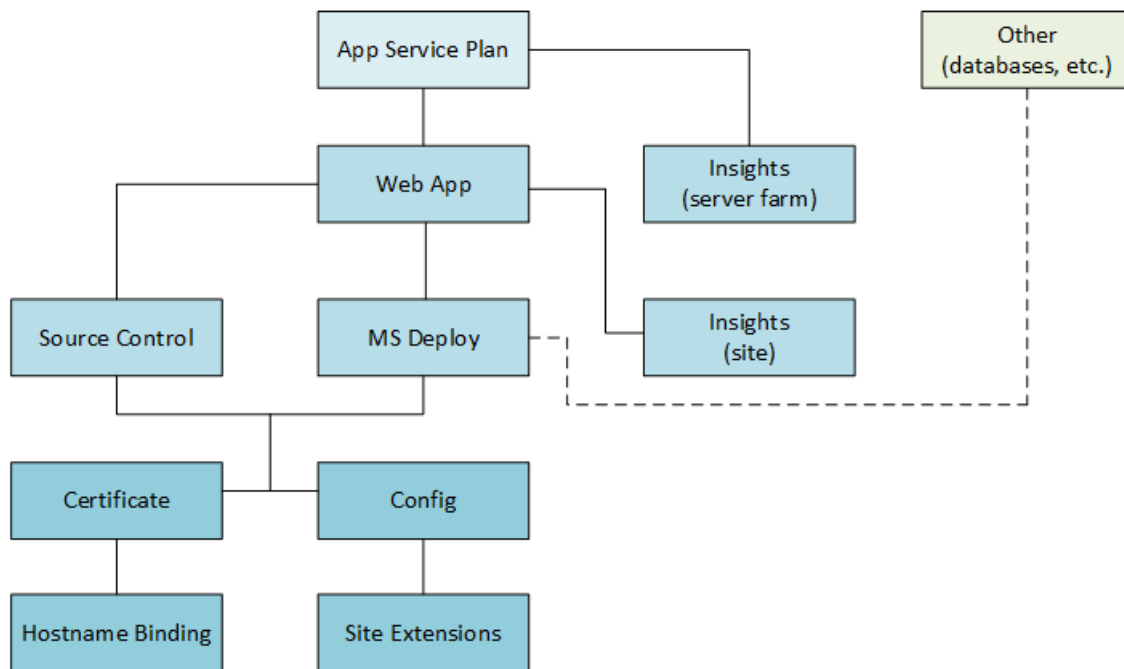 App Service Plan
Other
(databases, etc.)
Web App
Insights
(server farm)
Source Control
MS Deploy
Insights
(site)
Certificate
Config
Hostname Binding
Site Extensions